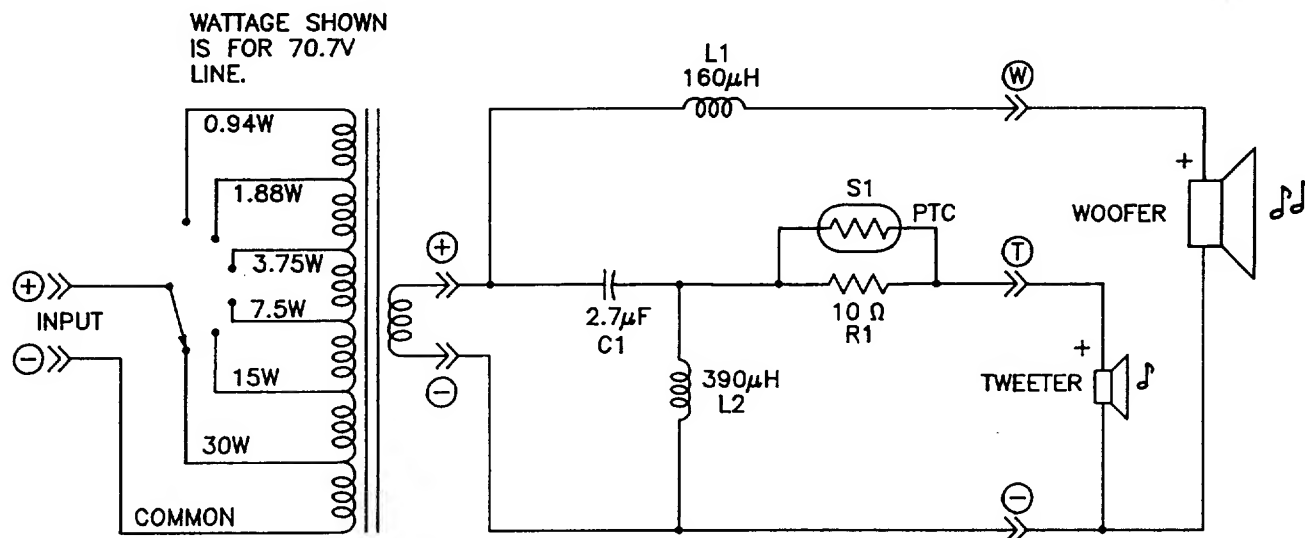 WATTAGE SHOWN
IS FOR 70.7V
LINE.
0.94W
1.88W
3.75W
7.5W
15W
30W
COMMON
+
INPUT
−
+
−
L1
160μH
W
S1
PTC
10 Ω
R1
2.7μF
C1
390μH
L2
T
+
WOOFER
+
TWEETER
−